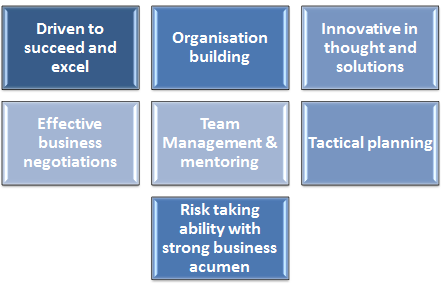 Driven to
succeed and
excel
Organisation
building
Innovative in
thought and
solutions
Effective
business
negotiations
Team
Management &
mentoring
Tactical planning
Risk taking
ability with
strong business
acumen